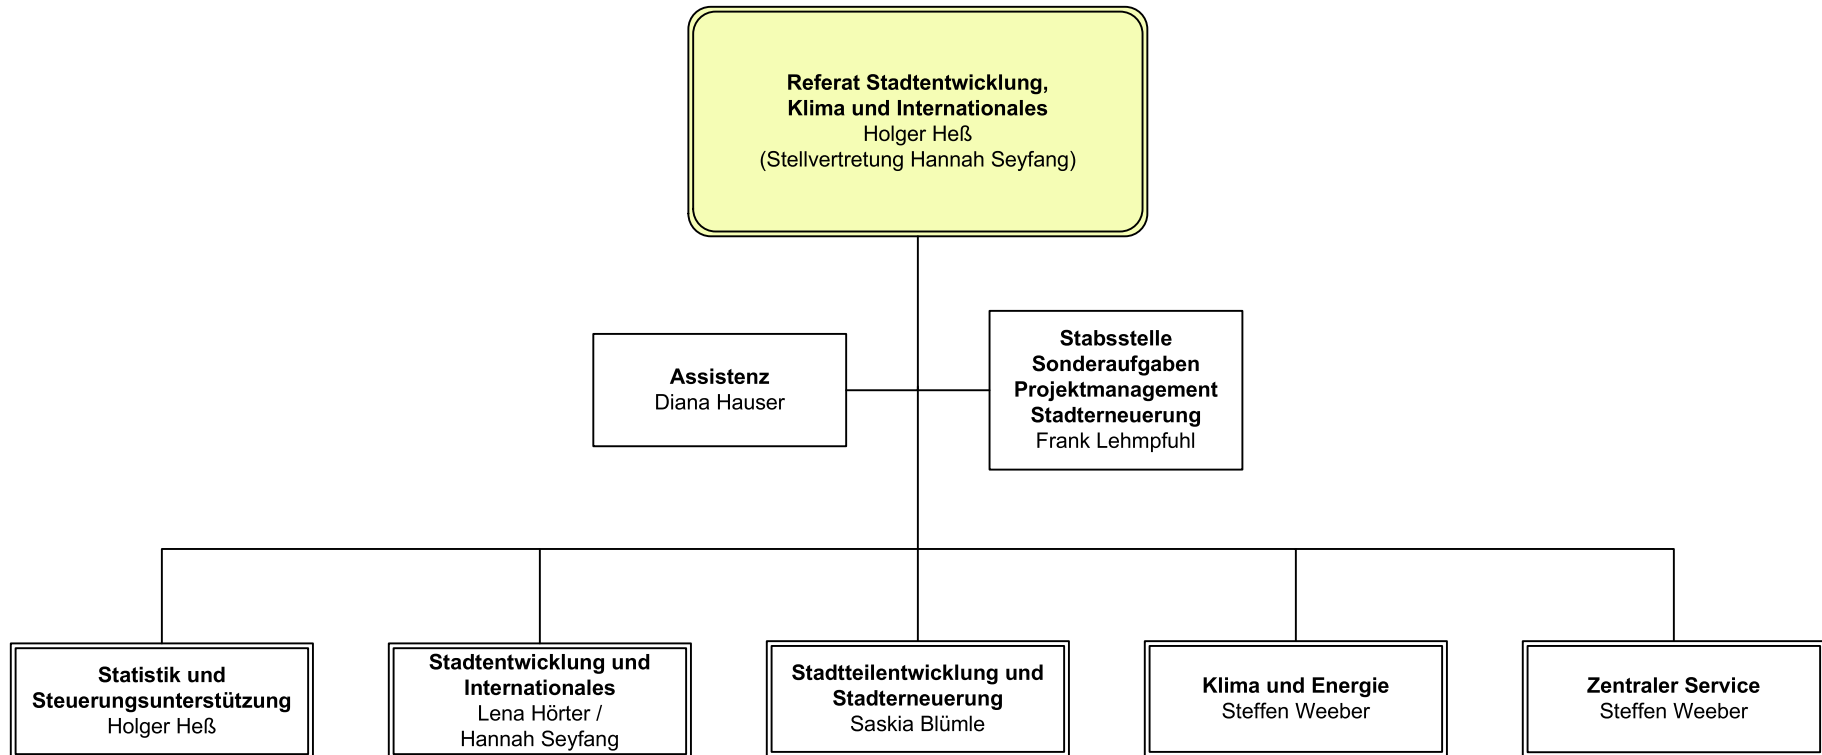 Referat Stadtentwicklung,
Klima und Internationales
Holger Heß
(Stellvertretung Hannah Seyfang)
Assistenz
Diana Hauser
Stabsstelle
Sonderaufgaben
Projektmanagement
Stadterneuerung
Frank Lehmpfuhl
Statistik und
Steuerungsunterstützung
Holger Heß
Stadtentwicklung und
Internationales
Lena Hörter /
Hannah Seyfang
Stadtteilentwicklung und
Stadterneuerung
Saskia Blümle
Klima und Energie
Steffen Weeber
Zentraler Service
Steffen Weeber